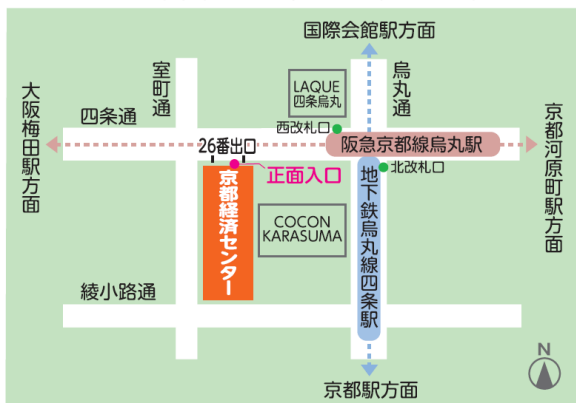 国際会館駅方面
室町通
LAQUE
四条烏丸
烏丸通
大阪梅田駅方面
四条通
西改札口
京都河原町駅方面
26番出口
阪急京都線烏丸駅
正面入口
北改札口
京都経済センター
COCON
KARASUMA
地下鉄烏丸線四条駅
綾小路通
京都駅方面
N